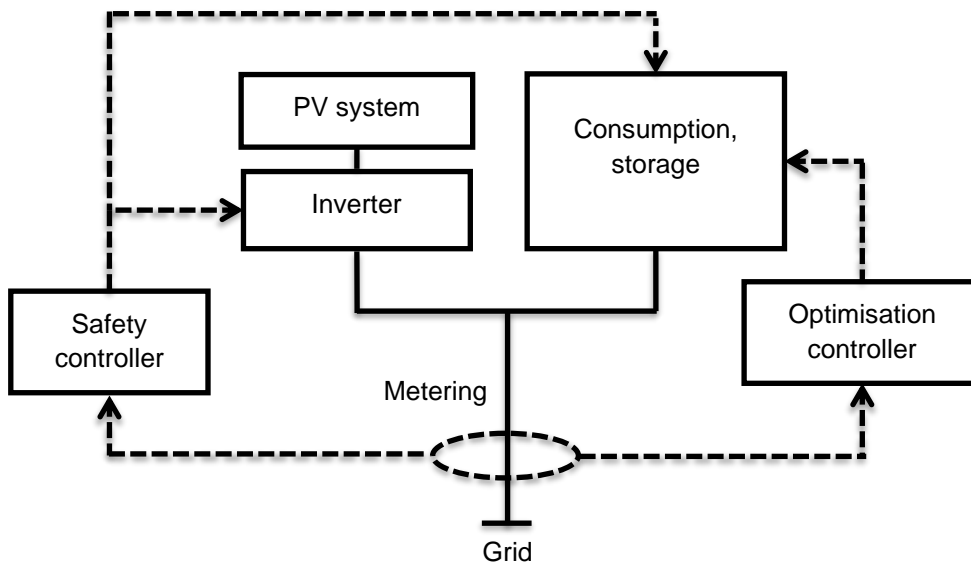 PV system
Consumption,
storage
Inverter
Safety
controller
Optimisation
controller
Metering
Grid